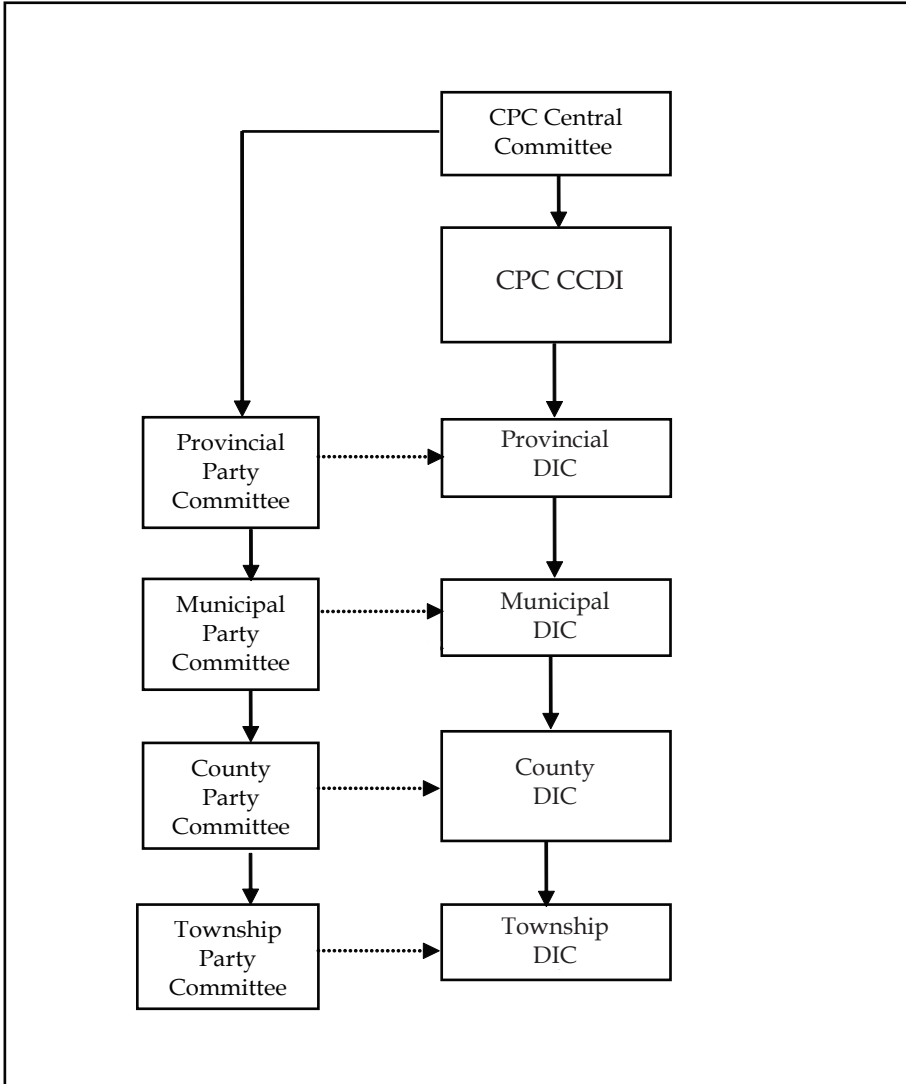 CPC Central
Committee
CPC CCDI
Provincial
Party
Committee
Provincial
DIC
Municipal
Party
Committee
Municipal
DIC
County
Party
Committee
County
DIC
Township
Party
Committee
Township
DIC